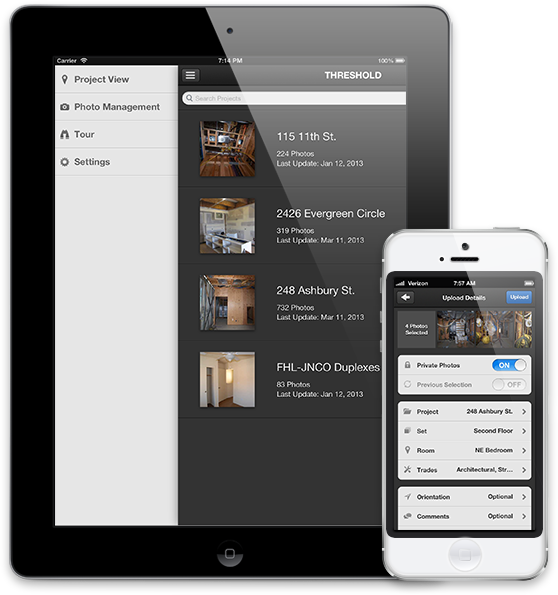 Carrier 7:14 PM 100%
Project View
Photo Management
Tour
Settings
THRESHOLD
Search Projects
115 11th St.
224 Photos
Last Update: Jan 12, 2013
2426 Evergreen Circle
319 Photos
Last Update: Mar 11, 2013
248 Ashbury St.
732 Photos
Last Update: Mar 11, 2013
FHL-JNCO Duplexes
83 Photos
Last Update: Jan 12, 2013
Verizon 7:57 AM
Upload Details Upload
4 Photos
Selected
Private Photos ON
Previous Selection OFF
Project 248 Ashbury St.
Set Second Floor
Room NE Bedroom
Trades Architectural, Str...
Orientation Optional
Comments Optional